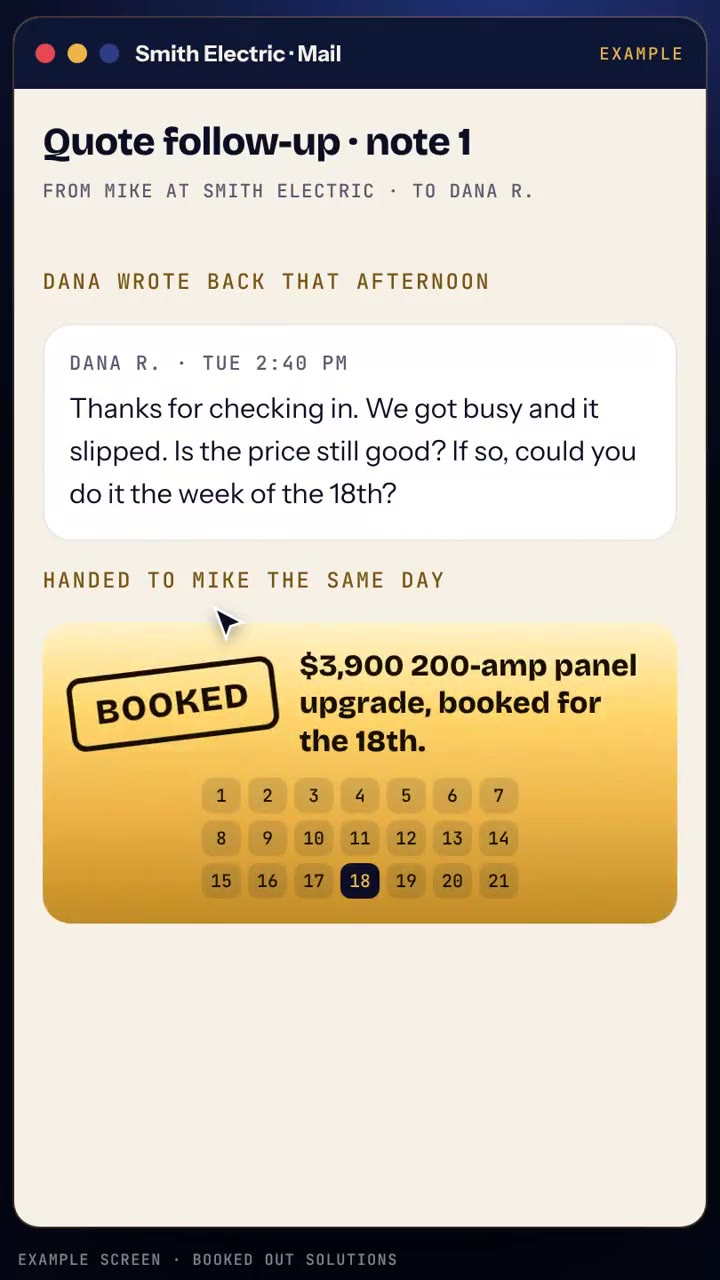 Smith Electric · Mail
EXAMPLE
Quote follow-up · note 1
FROM MIKE AT SMITH ELECTRIC · TO DANA R.
DANA WROTE BACK THAT AFTERNOON
DANA R. · TUE 2:40 PM
Thanks for checking in. We got busy and it
slipped. Is the price still good? If so, could you
do it the week of the 18th?
HANDED TO MIKE THE SAME DAY
BOOKED
$3,900 200-amp panel
upgrade, booked for
the 18th.
1 2 3 4 5 6 7
8 9 10 11 12 13 14
15 16 17 18 19 20 21
EXAMPLE SCREEN · BOOKED OUT SOLUTIONS